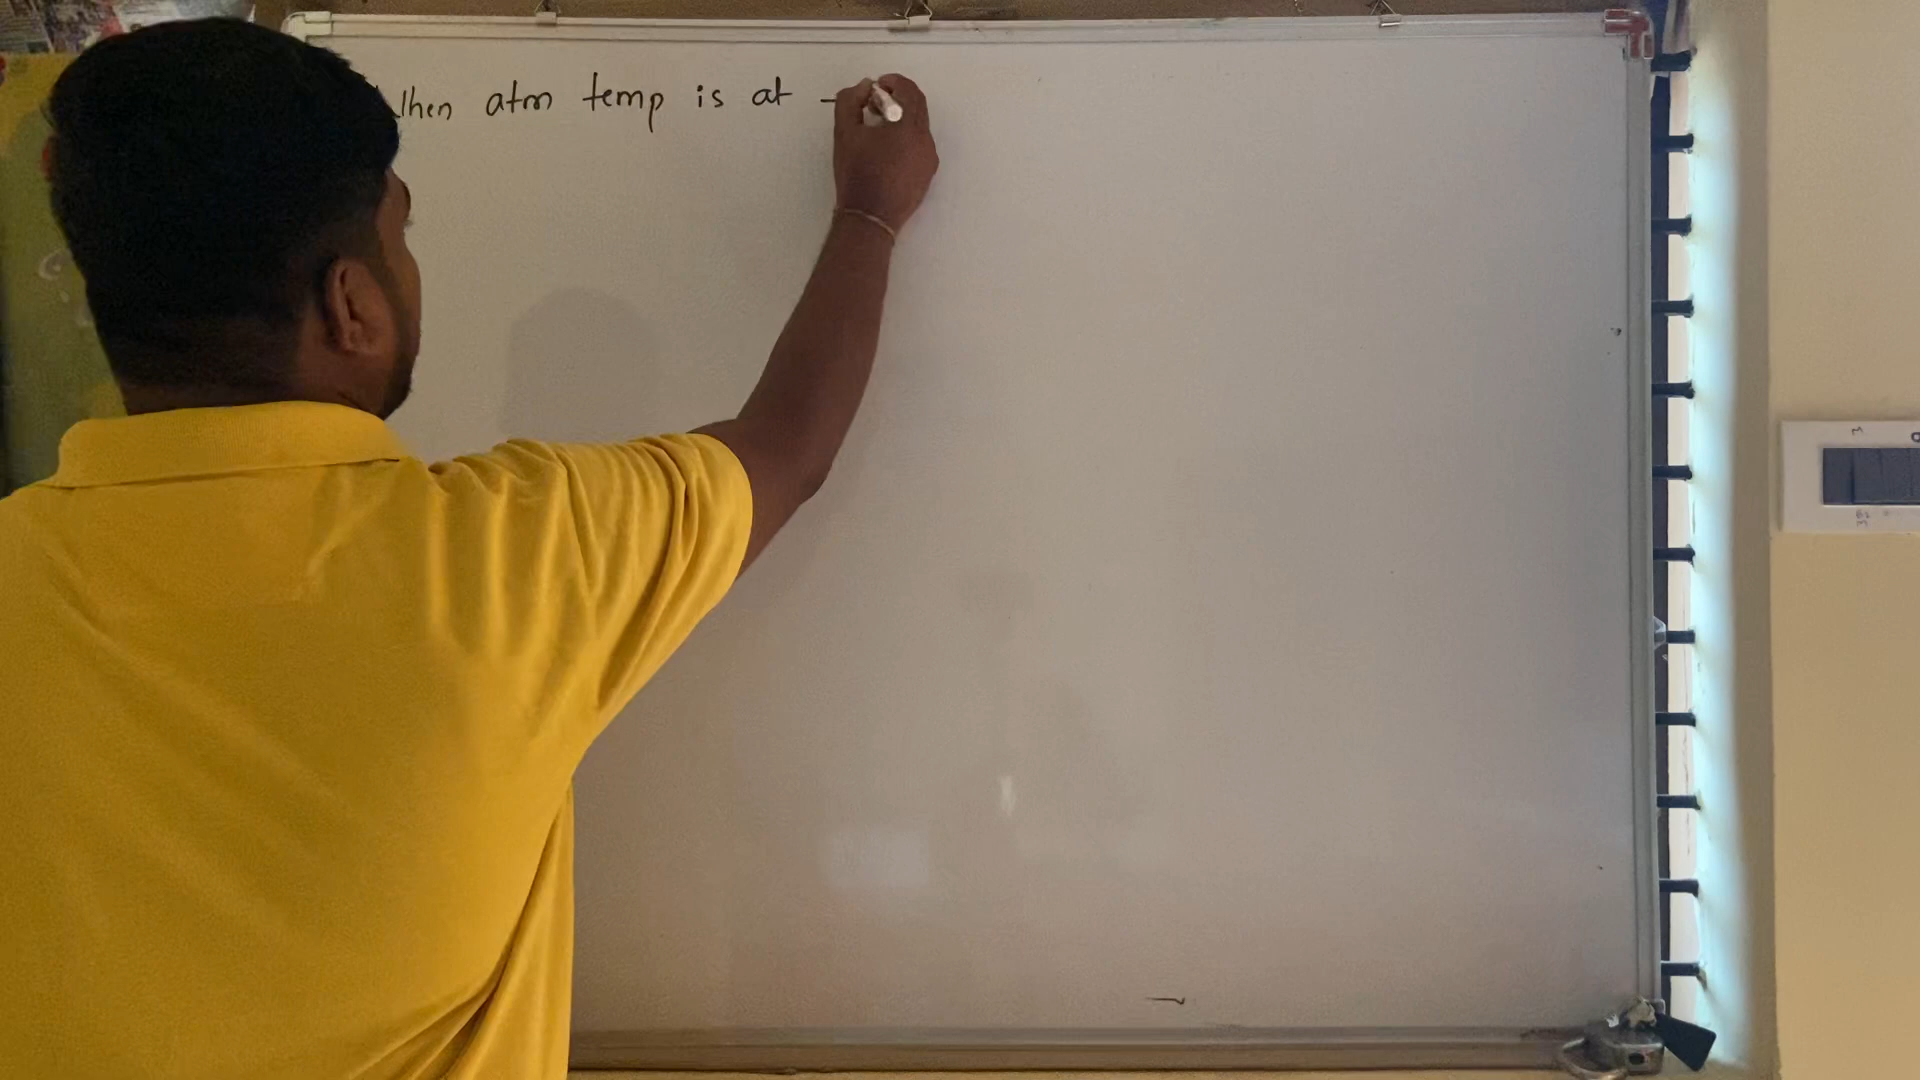 When atm temp is at -